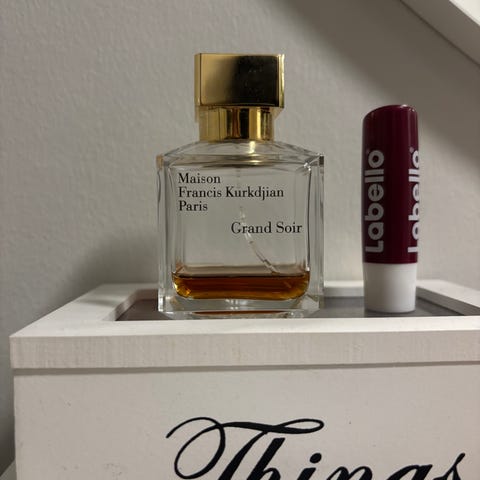 Maison
Francis Kurkdjian
Paris
Grand Soir
Labello
Labello
Things